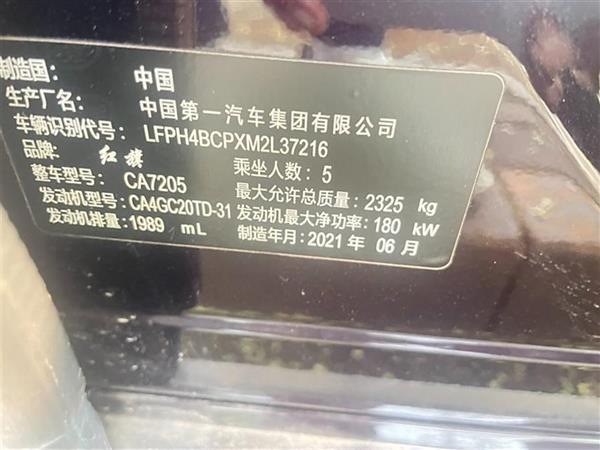 制造国： 中国
生产厂名： 中国第一汽车集团有限公司
车辆识别代号： LFPH4BCPXM2L37216
品牌： 红旗 乘坐人数：5
整车型号： CA7205 最大允许总质量：2325 kg
发动机型号：CA4GC20TD-31 发动机最大净功率：180 kW
发动机排量：1989 mL 制造年月：2021 年 06 月